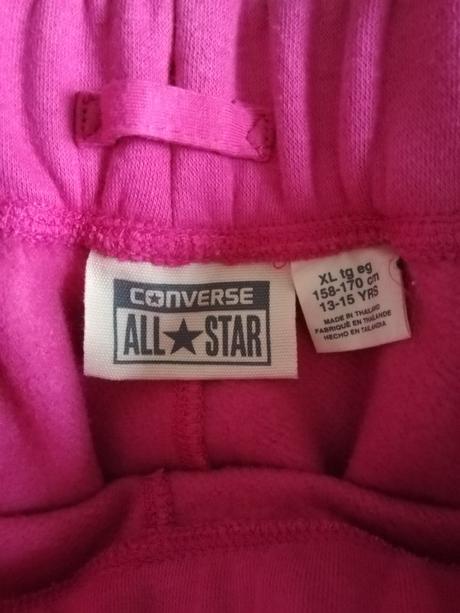 CONVERSE
ALL★STAR
XL tg eg
158-170 cm
13-15 YRS
MADE IN THAILAND
FABRIQUÉ EN THAILANDE
HECHO EN TAILANDIA